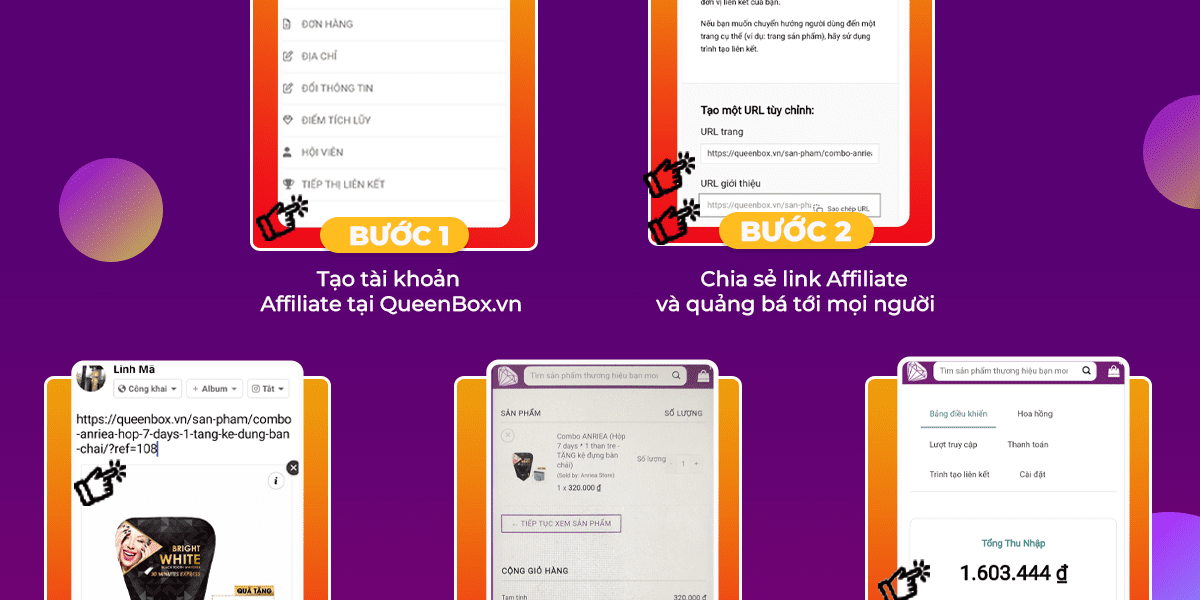 ĐƠN HÀNG
ĐỊA CHỈ
ĐỔI THÔNG TIN
ĐIỂM TÍCH LŨY
HỘI VIÊN
TIẾP THỊ LIÊN KẾT
BƯỚC 1
Tạo tài khoản
Affiliate tại QueenBox.vn
đơn vị liên kết của bạn.
Nếu bạn muốn chuyển hướng người dùng đến một
trang cụ thể (ví dụ: trang sản phẩm), hãy sử dụng
trình tạo liên kết.
Tạo một URL tùy chỉnh:
URL trang
https://queenbox.vn/san-pham/combo-anriea
URL giới thiệu
https://queenbox.vn/san-ph
Sao chép URL
BƯỚC 2
Chia sẻ link Affiliate
và quảng bá tới mọi người
Linh Mã
Công khai
+ Album
Tắt
https://queenbox.vn/san-pham/combo
-anriea-hop-7-days-1-tang-ke-dung-ban
-chai/?ref=108
BRIGHT
WHITE
30 MINUTES EXPRESS
QUÀ TẶNG
Tìm sản phẩm thương hiệu bạn mon
SẢN PHẨM
SỐ LƯỢNG
Combo ANRIEA (Hộp
7 days * 1 than tre -
TẶNG kệ đựng bàn
chải)
(Sold by: Anriea Store)
1 x 320.000 ₫
Số lượng
- 1 +
← TIẾP TỤC XEM SẢN PHẨM
CỘNG GIỎ HÀNG
Tạm tính
320.000 ₫
Tìm sản phẩm thương hiệu bạn mon
Bảng điều khiển
Hoa hồng
Lượt truy cập
Thanh toán
Trình tạo liên kết
Cài đặt
Tổng Thu Nhập
1.603.444 ₫